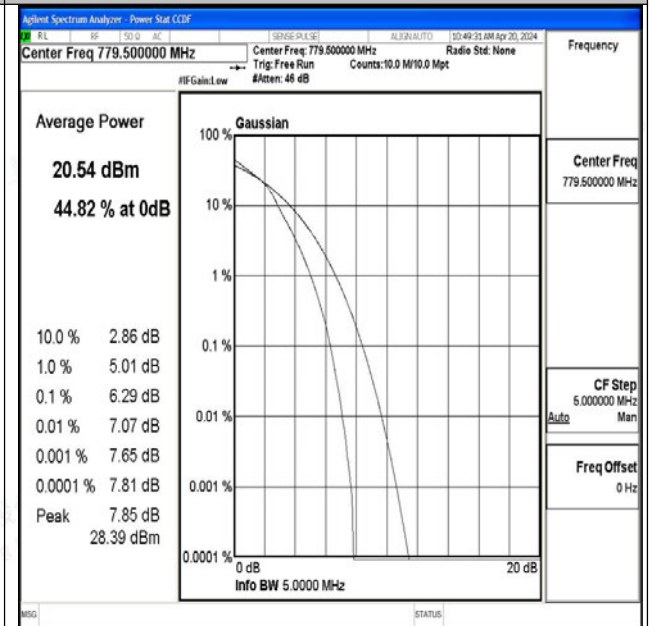 Agilent Spectrum Analyzer - Power Stat CCDF
RL RF 50 Ω AC SENSE:PULSE ALIGN AUTO 10:49:31 AM Apr 20, 2024
Center Freq 779.500000 MHz
Center Freq: 779.500000 MHz Radio Std: None
Trig: Free Run Counts:10.0 M/10.0 Mpt
#IFGain:Low #Atten: 46 dB
Frequency
Average Power
20.54 dBm
44.82 % at 0dB
10.0 % 2.86 dB
1.0 % 5.01 dB
0.1 % 6.29 dB
0.01 % 7.07 dB
0.001 % 7.65 dB
0.0001 % 7.81 dB
Peak 7.85 dB
28.39 dBm
Gaussian
100 %
10 %
1 %
0.1 %
0.01 %
0.001 %
0.0001 %
0 dB 20 dB
Info BW 5.0000 MHz
Center Freq
779.500000 MHz
CF Step
5.000000 MHz
Auto Man
Freq Offset
0 Hz
MSG STATUS